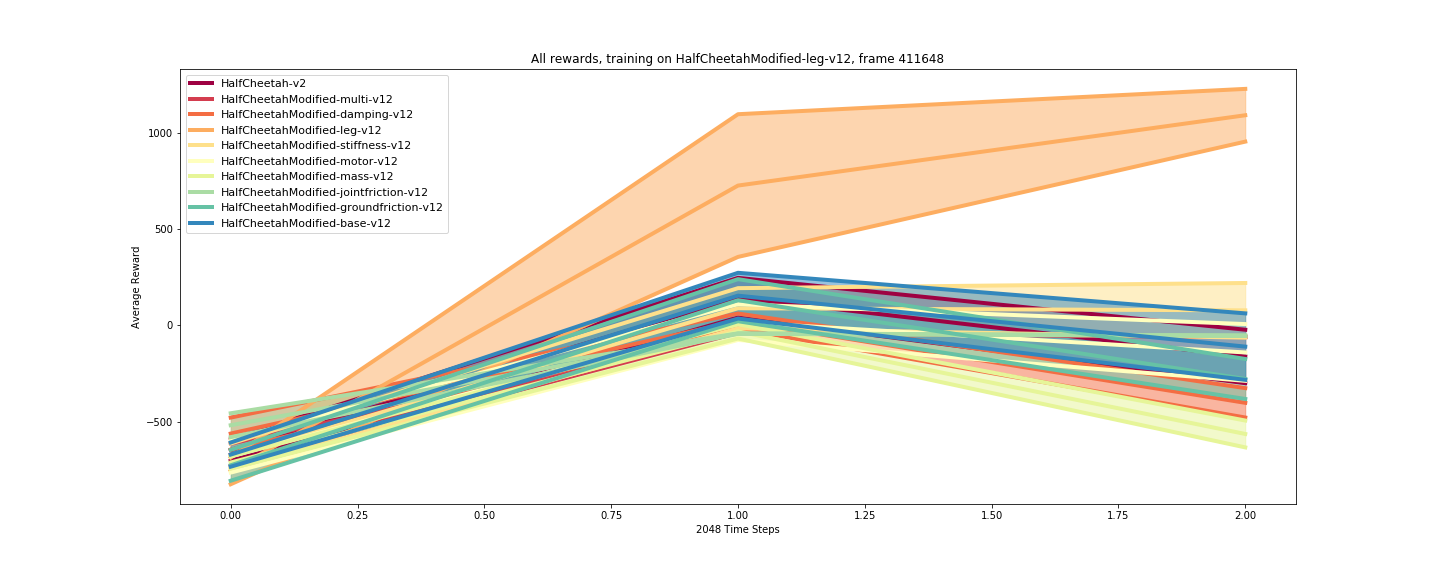 All rewards, training on HalfCheetahModified-leg-v12, frame 411648
HalfCheetah-v2
HalfCheetahModified-multi-v12
HalfCheetahModified-damping-v12
HalfCheetahModified-leg-v12
HalfCheetahModified-stiffness-v12
HalfCheetahModified-motor-v12
HalfCheetahModified-mass-v12
HalfCheetahModified-jointfriction-v12
HalfCheetahModified-groundfriction-v12
HalfCheetahModified-base-v12
Average Reward
1000
500
0
−500
0.00 0.25 0.50 0.75 1.00 1.25 1.50 1.75 2.00
2048 Time Steps